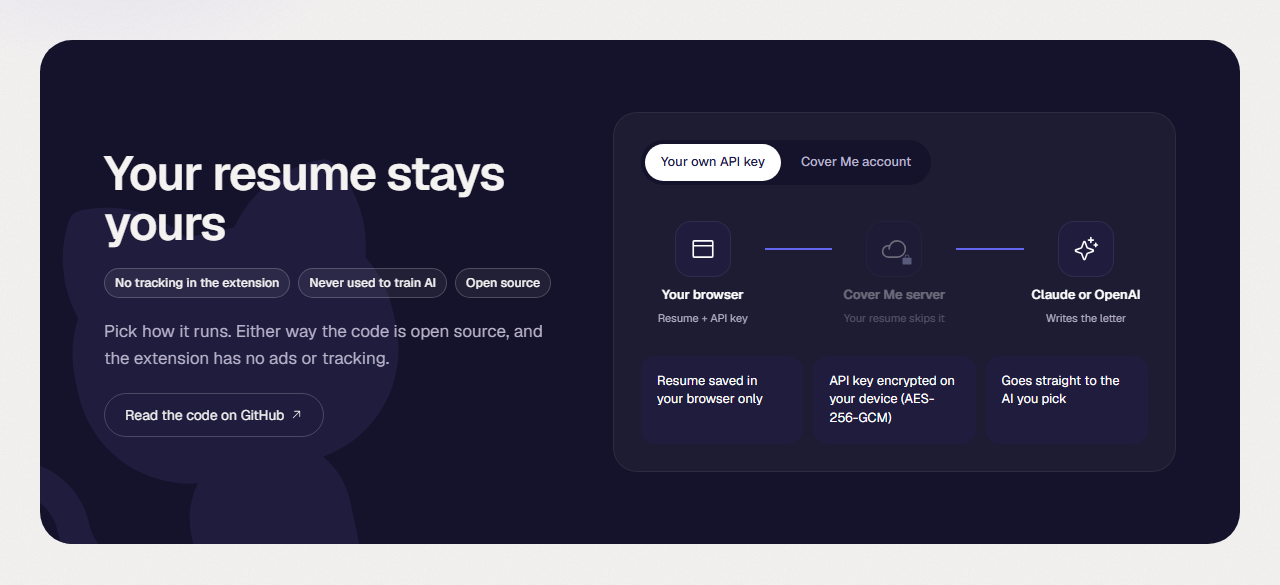 Your resume stays
yours
No tracking in the extension
Never used to train AI
Open source
Pick how it runs. Either way the code is open source, and
the extension has no ads or tracking.
Read the code on GitHub ↗
Your own API key
Cover Me account
Your browser
Resume + API key
Cover Me server
Your resume skips it
Claude or OpenAI
Writes the letter
Resume saved in
your browser only
API key encrypted on
your device (AES-
256-GCM)
Goes straight to the
AI you pick